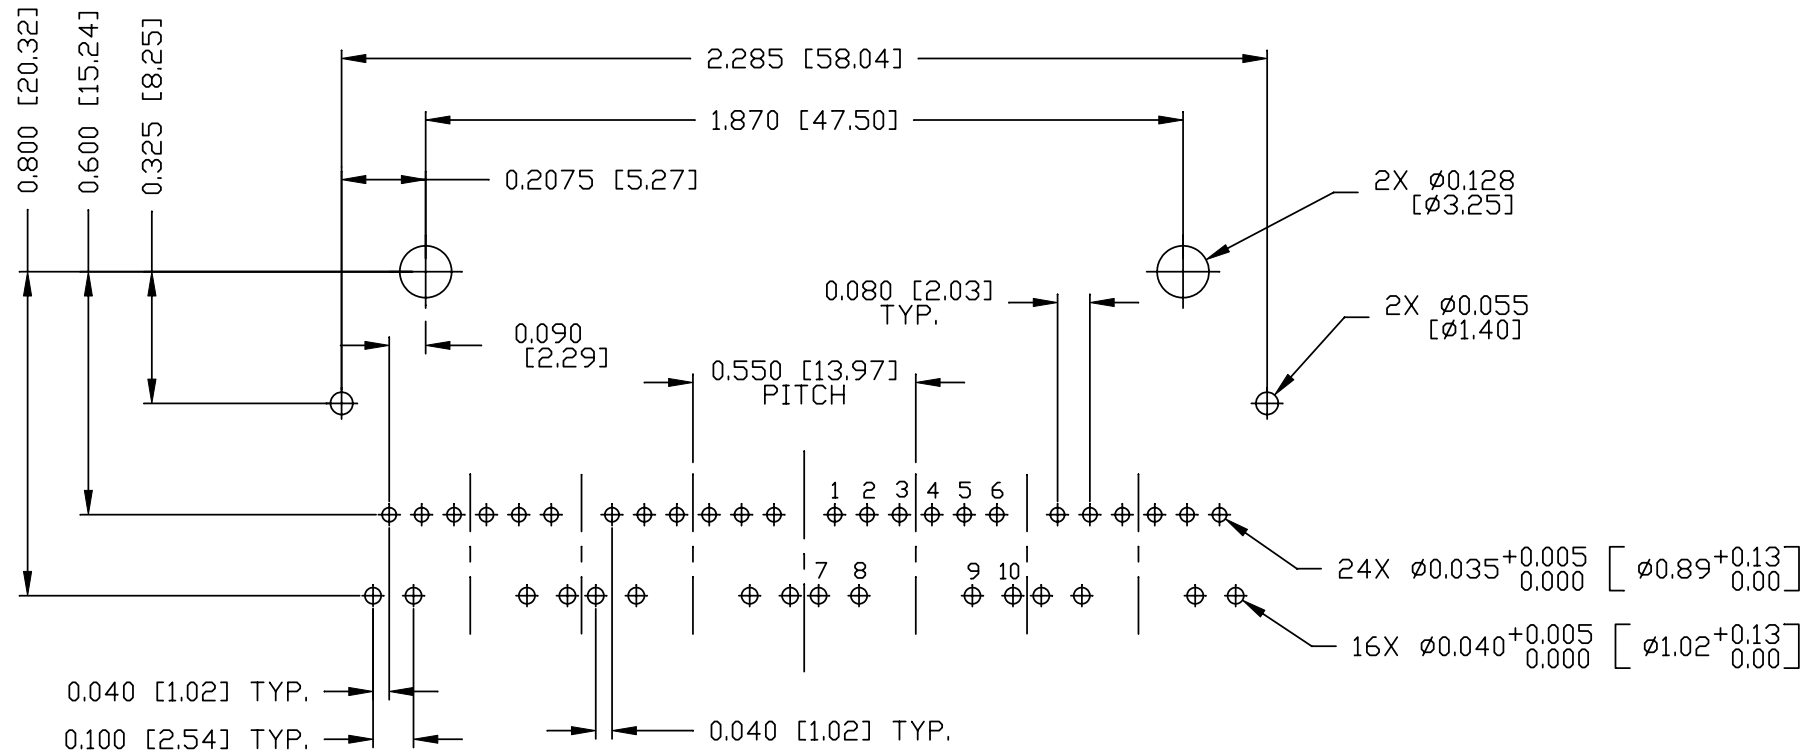 0.800 [20.32]
0.600 [15.24]
0.325 [8.25]
2.285 [58.04]
1.870 [47.50]
0.2075 [5.27]
2X ø0.128
[ø3.25]
0.080 [2.03]
TYP.
2X ø0.055
[ø1.40]
0.090
[2.29]
0.550 [13.97]
PITCH
1 2 3 4 5 6
7 8 9 10
24X ø0.035 +0.005 0.000 [ø0.89 +0.13 0.00]
16X ø0.040 +0.005 0.000 [ø1.02 +0.13 0.00]
0.040 [1.02] TYP.
0.100 [2.54] TYP.
0.040 [1.02] TYP.